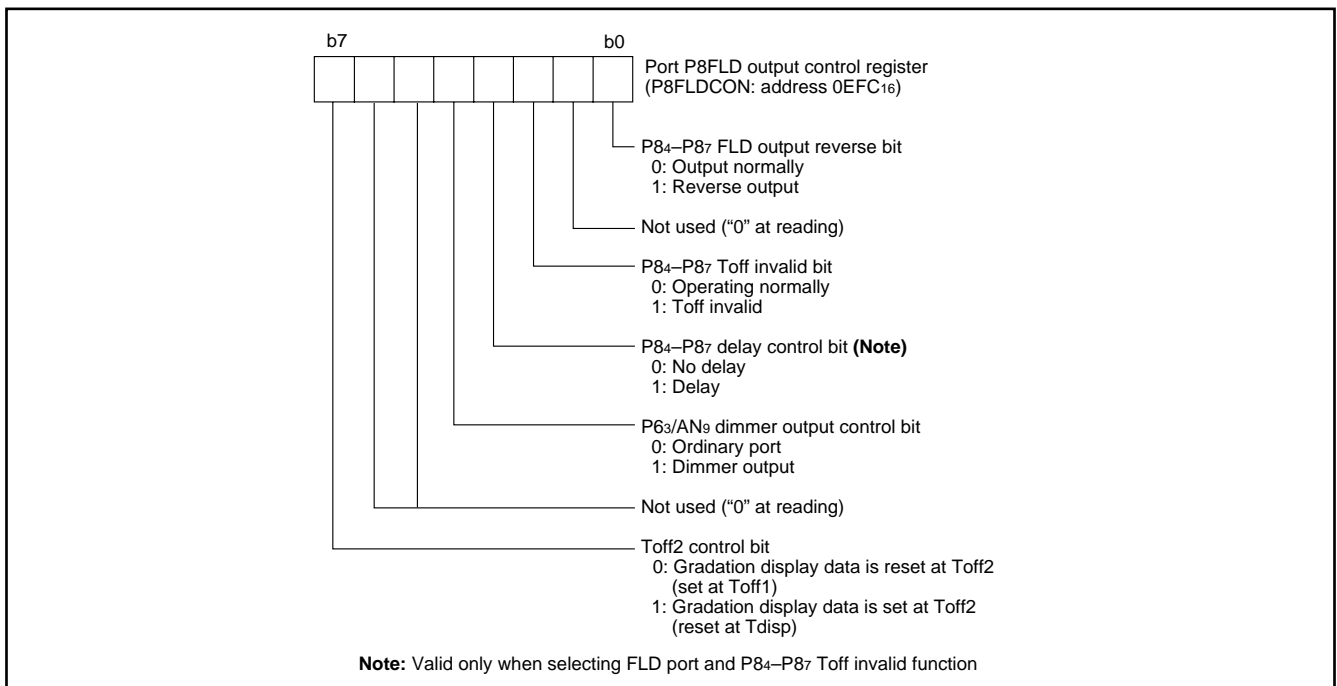 b7 b0
Port P8FLD output control register
(P8FLDCON: address 0EFC16)
P84–P87 FLD output reverse bit
0: Output normally
1: Reverse output
Not used (“0” at reading)
P84–P87 Toff invalid bit
0: Operating normally
1: Toff invalid
P84–P87 delay control bit (Note)
0: No delay
1: Delay
P63/AN9 dimmer output control bit
0: Ordinary port
1: Dimmer output
Not used (“0” at reading)
Toff2 control bit
0: Gradation display data is reset at Toff2
(set at Toff1)
1: Gradation display data is set at Toff2
(reset at Tdisp)
Note: Valid only when selecting FLD port and P84–P87 Toff invalid function